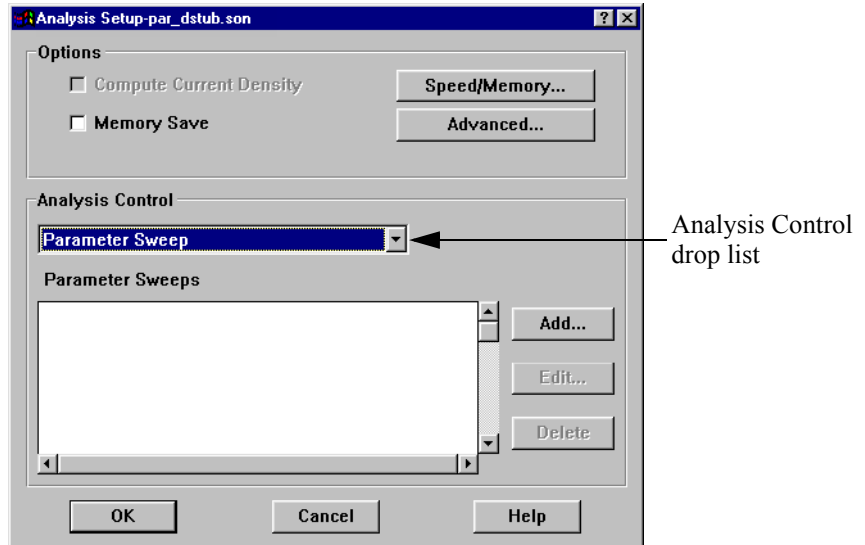 Analysis Setup-par_dstub.son
Options
Compute Current Density
Speed/Memory...
Memory Save
Advanced...
Analysis Control
Parameter Sweep
Analysis Control
drop list
Parameter Sweeps
Add...
Edit...
Delete
OK
Cancel
Help